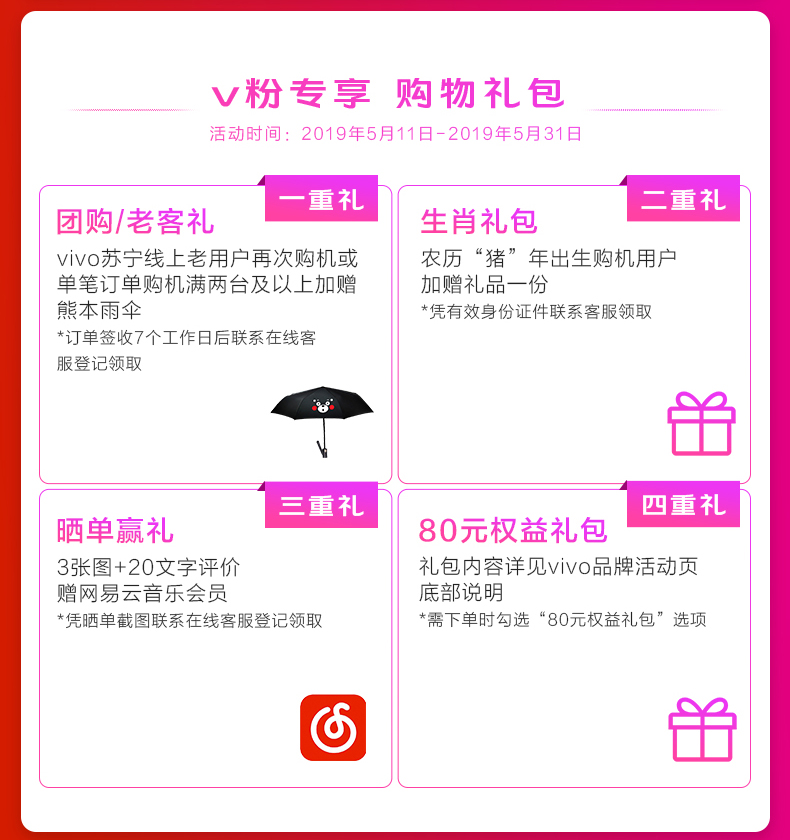 v粉专享 购物礼包
活动时间：2019年5月11日-2019年5月31日
一重礼
团购/老客礼
vivo苏宁线上老用户再次购机或
单笔订单购机满两台及以上加赠
熊本雨伞
*订单签收7个工作日后联系在线客
服登记领取
二重礼
生肖礼包
农历“猪”年出生购机用户
加赠礼品一份
*凭有效身份证件联系客服领取
三重礼
晒单赢礼
3张图+20文字评价
赠网易云音乐会员
*凭晒单截图联系在线客服登记领取
四重礼
80元权益礼包
礼包内容详见vivo品牌活动页
底部说明
*需下单时勾选“80元权益礼包”选项